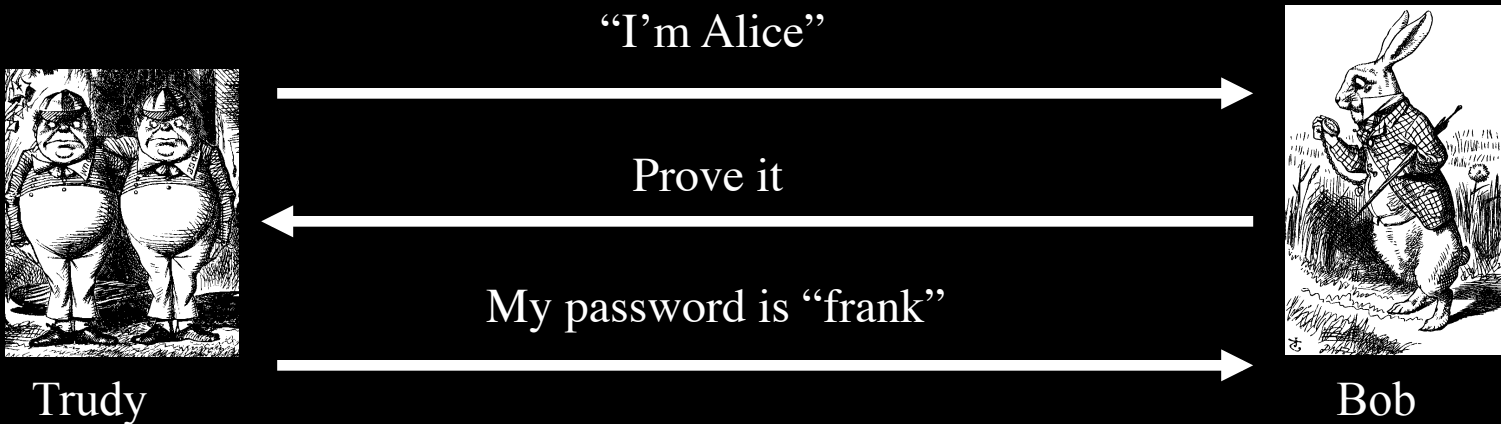 “I’m Alice”
Prove it
My password is “frank”
Trudy
Bob